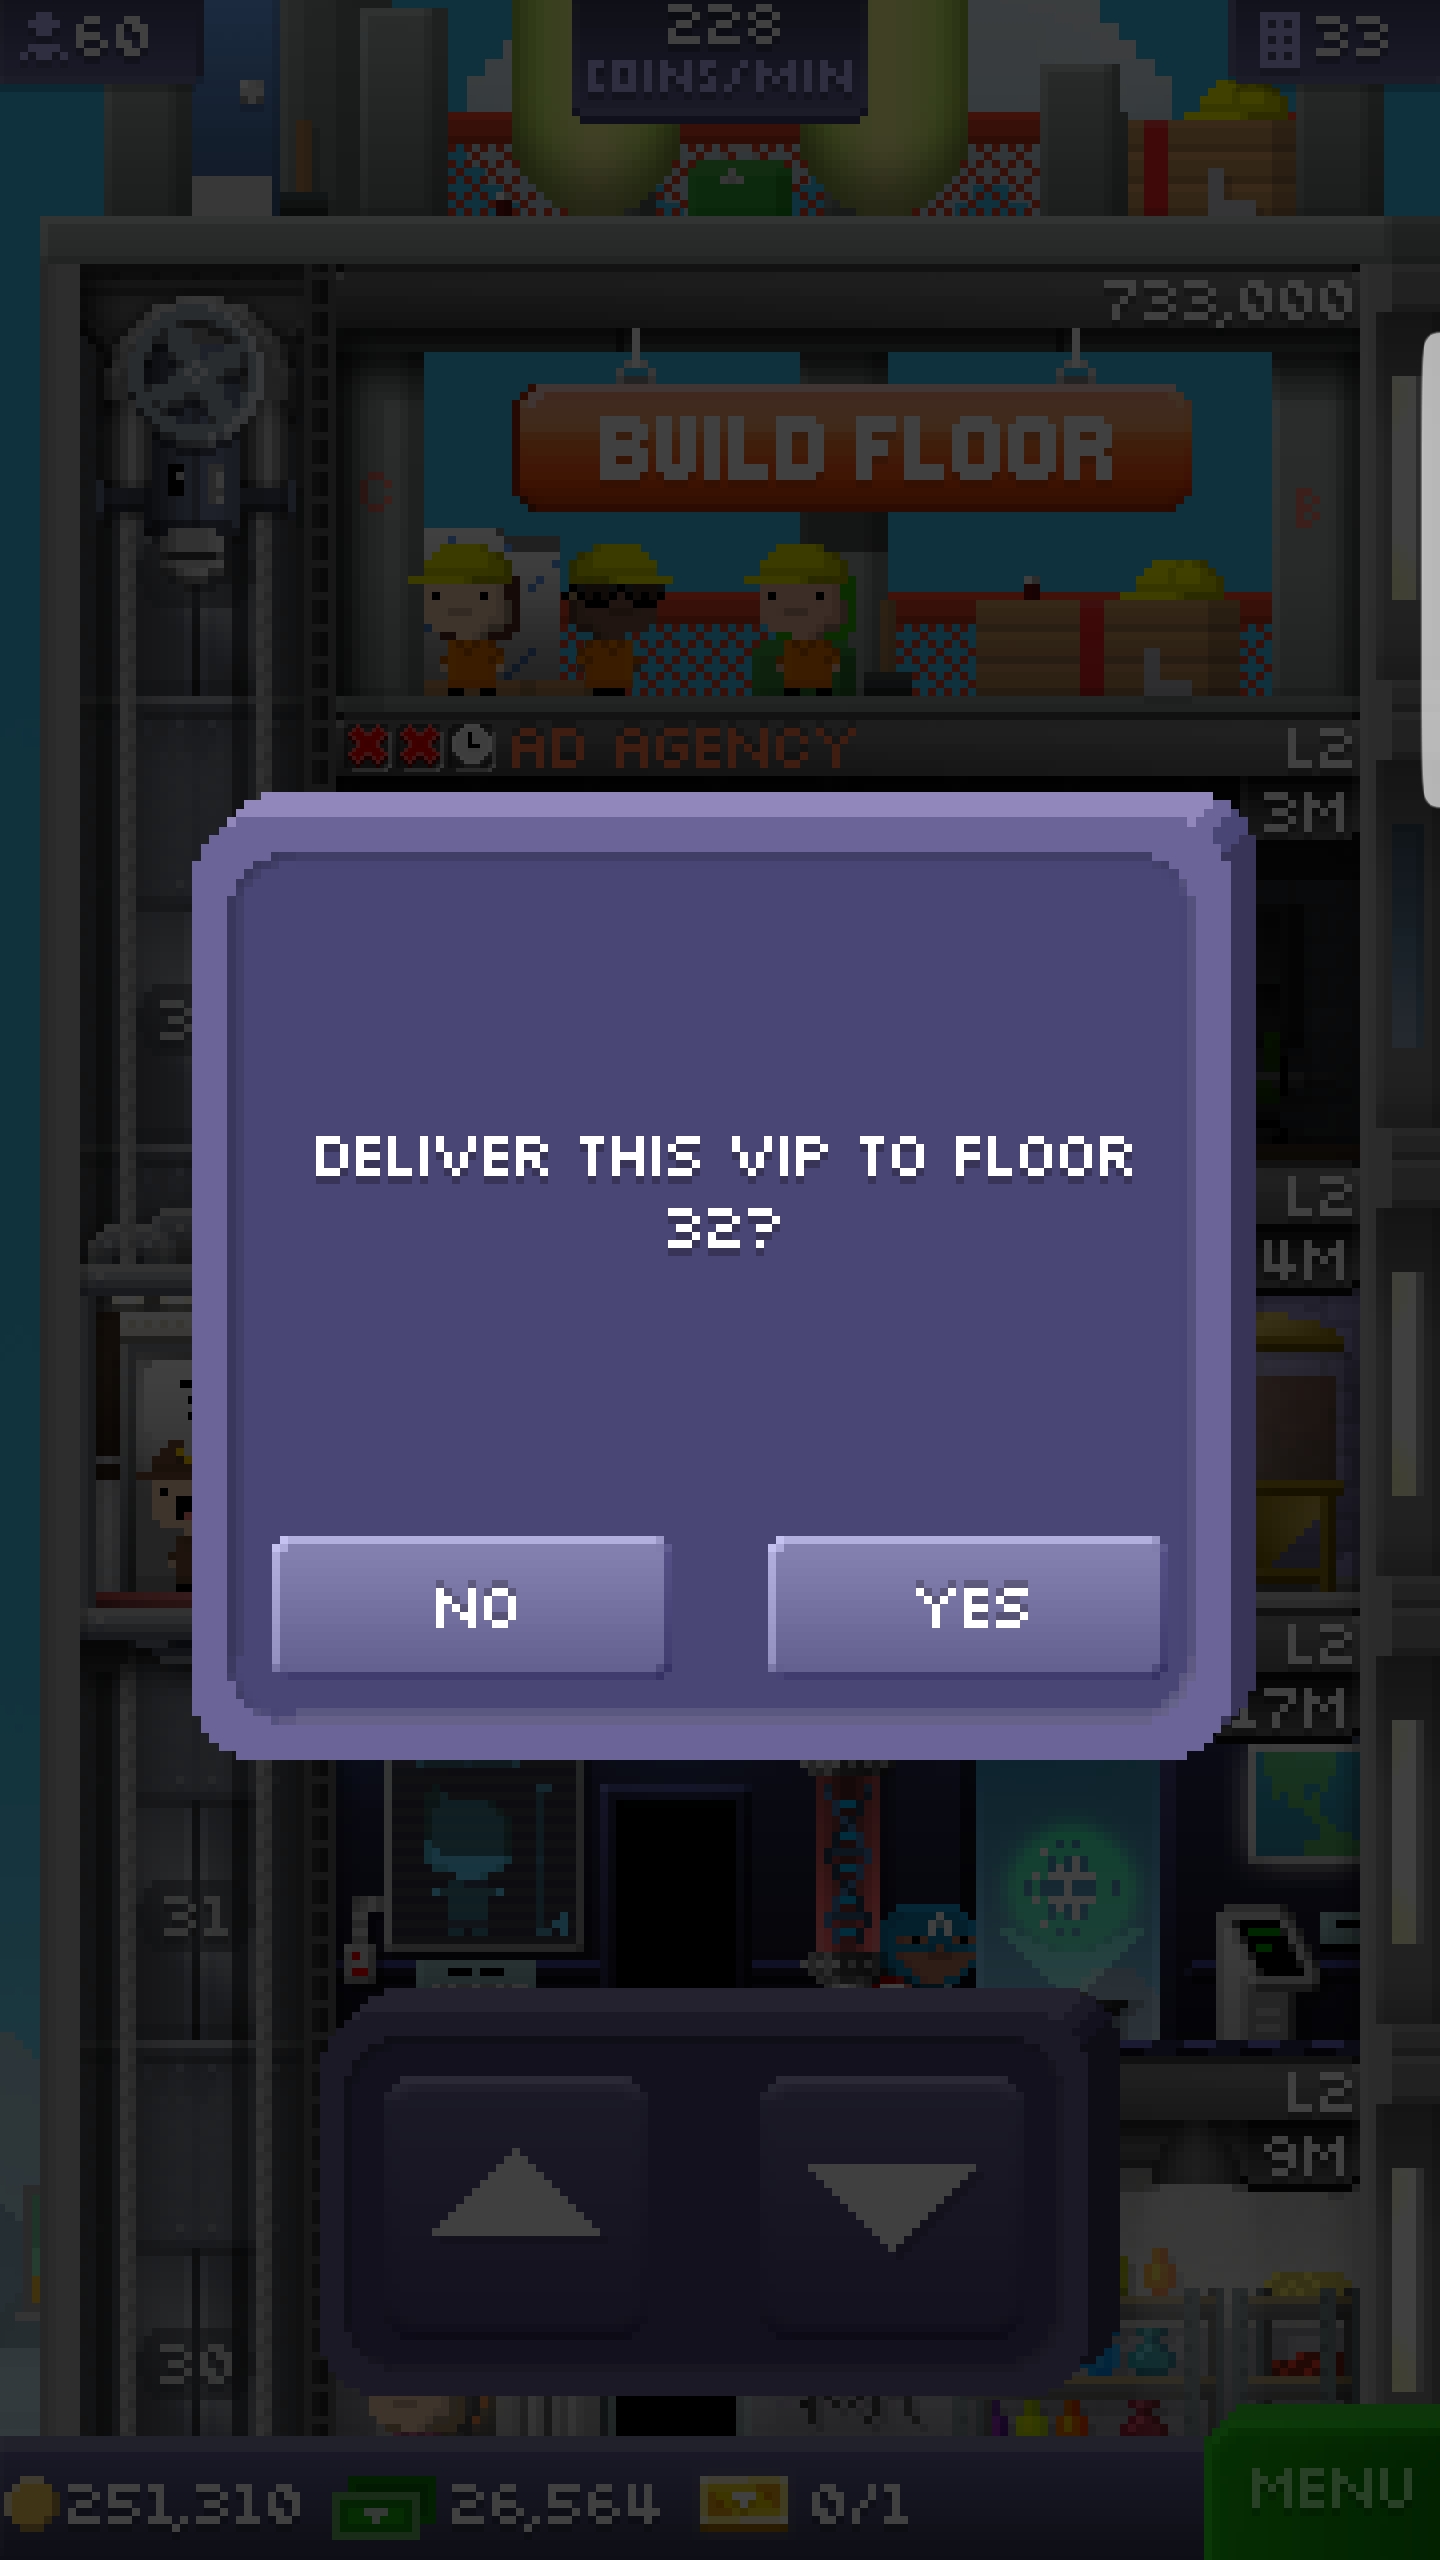 60
228
COINS/MIN
33
733,000
BUILD FLOOR
C
B
AD AGENCY
L2
3M
DELIVER THIS VIP TO FLOOR
32?
L2
4M
NO
YES
L2
17M
31
L2
9M
30
251,310
26,564
0/1
MENU